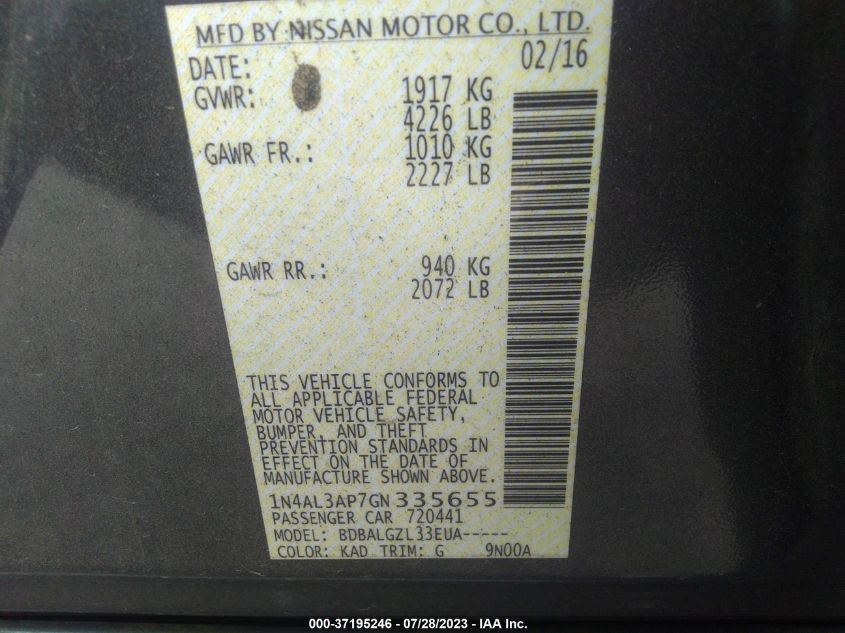 MFD BY NISSAN MOTOR CO., LTD.
DATE: 02/16
GVWR: 1917 KG
4226 LB
GAWR FR.: 1010 KG
2227 LB
GAWR RR.: 940 KG
2072 LB
THIS VEHICLE CONFORMS TO
ALL APPLICABLE FEDERAL
MOTOR VEHICLE SAFETY,
BUMPER, AND THEFT
PREVENTION STANDARDS IN
EFFECT ON THE DATE OF
MANUFACTURE SHOWN ABOVE.
1N4AL3AP7GN335655
PASSENGER CAR 720441
MODEL: BDBALGZL33EUA-----
COLOR: KAD TRIM: G 9N00A
000-37195246 - 07/28/2023 - IAA Inc.